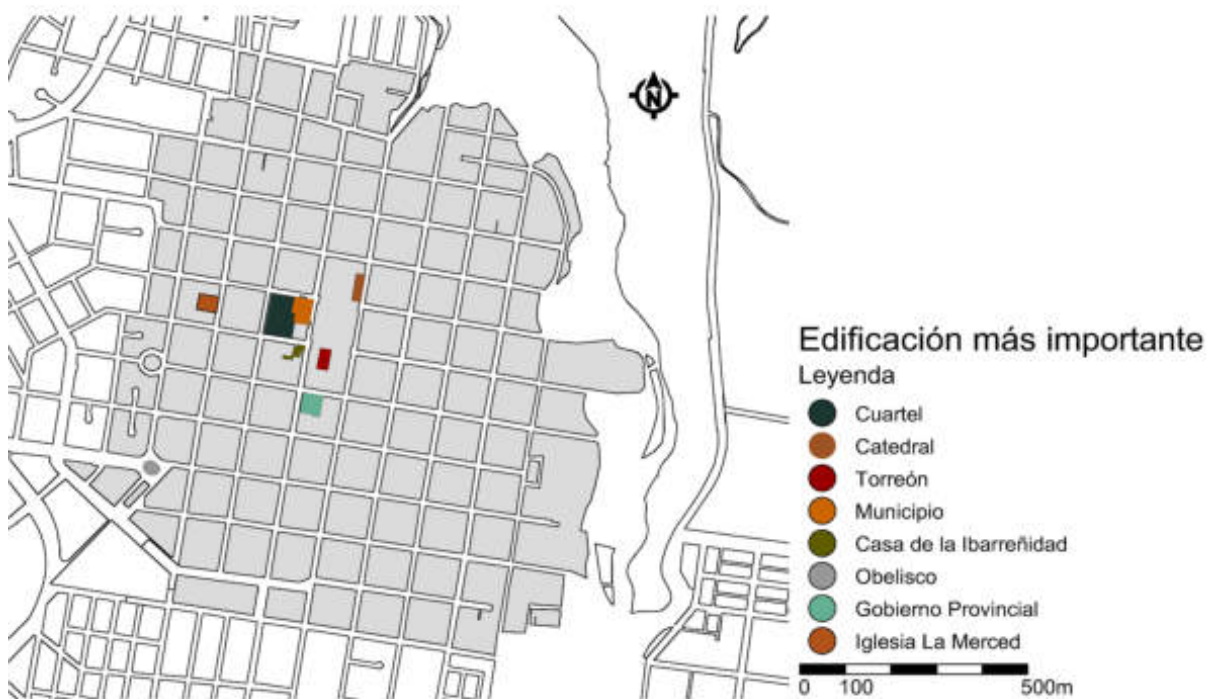 N
Edificación más importante
Leyenda
Cuartel
Catedral
Torreón
Municipio
Casa de la Ibarreñidad
Obelisco
Gobierno Provincial
Iglesia La Merced
0 100 500m